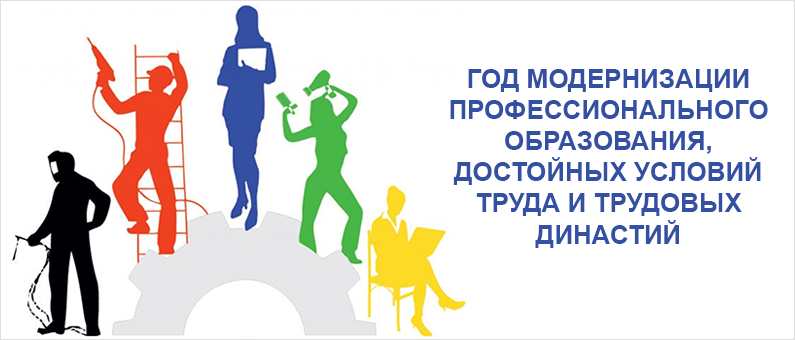 ГОД МОДЕРНИЗАЦИИ
ПРОФЕССИОНАЛЬНОГО
ОБРАЗОВАНИЯ,
ДОСТОЙНЫХ УСЛОВИЙ
ТРУДА И ТРУДОВЫХ
ДИНАСТИЙ